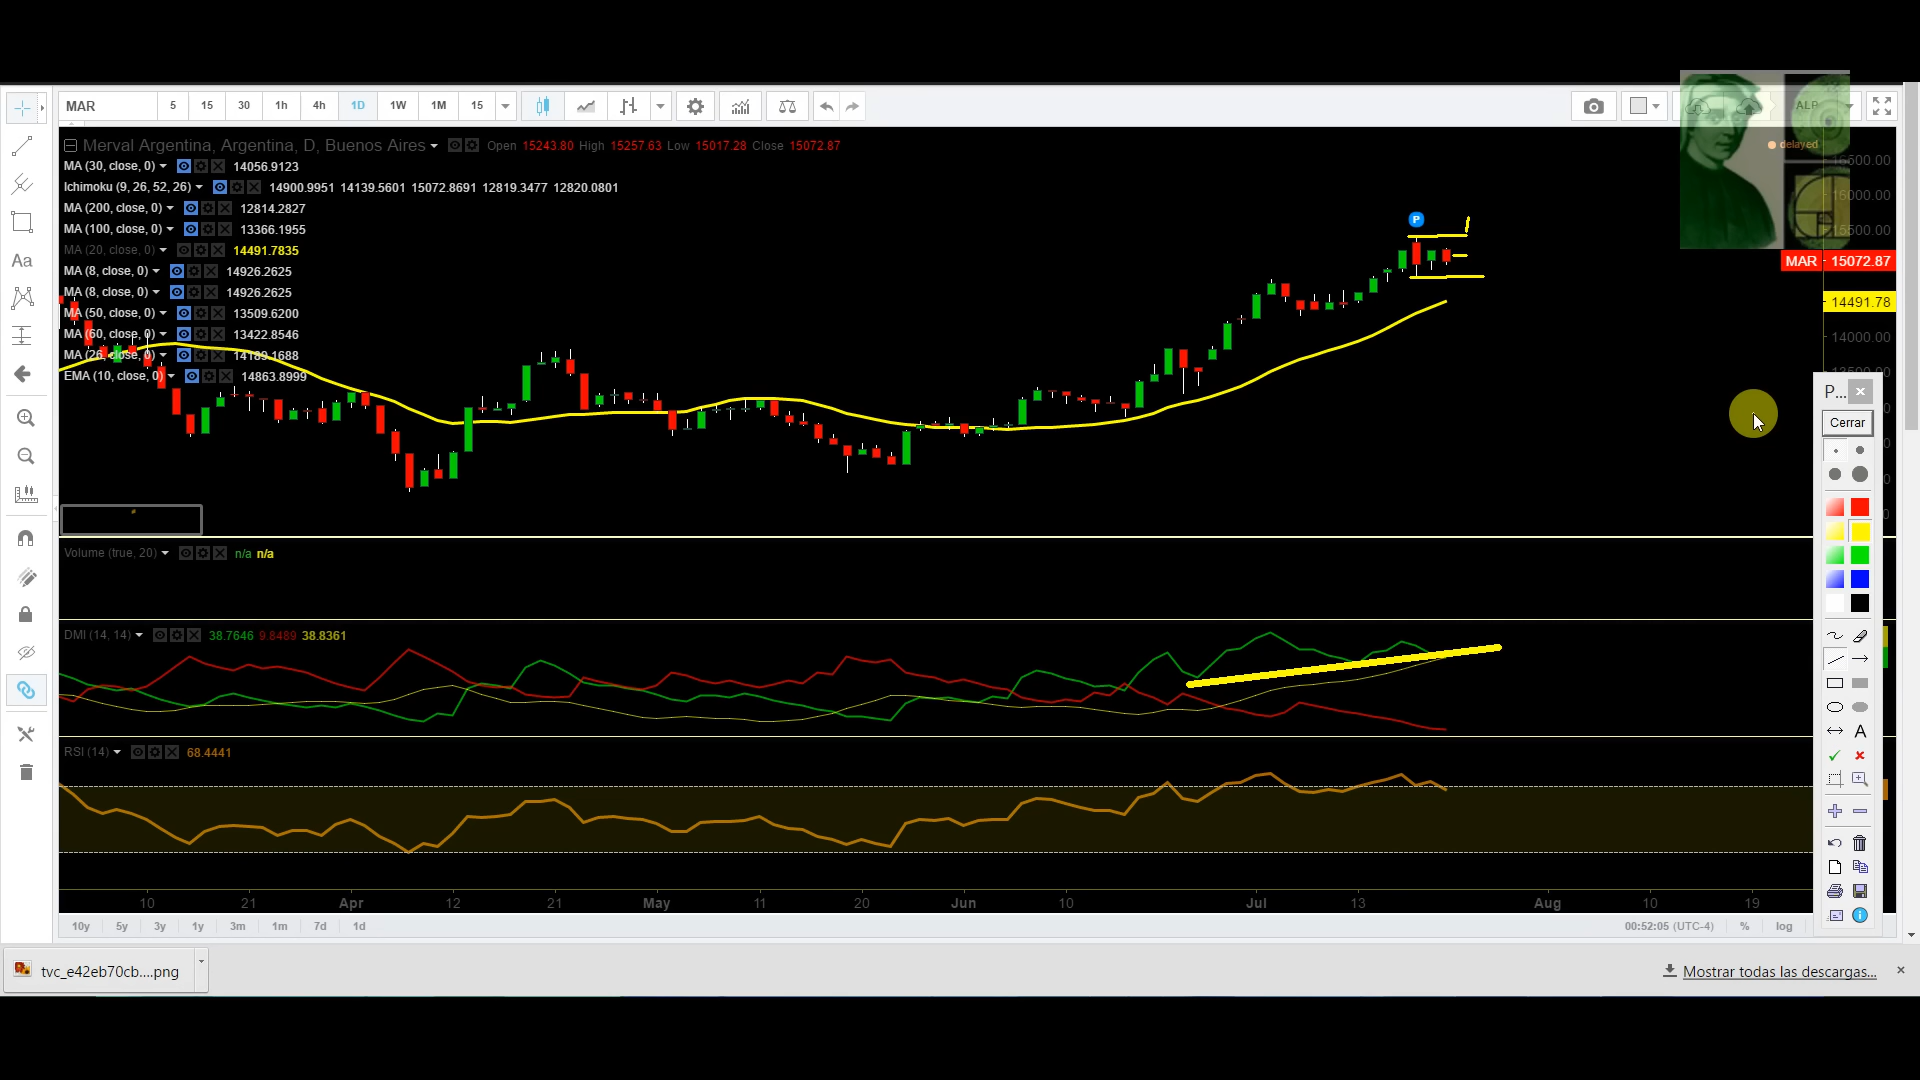 MAR 5 15 30 1h 4h 1D 1W 1M 15 ALP
Merval Argentina, Argentina, D, Buenos Aires Open 15243.80 High 15257.63 Low 15017.28 Close 15072.87
delayed
MA (30, close, 0) 14056.9123
Ichimoku (9, 26, 52, 26) 14900.9951 14139.5601 15072.8691 12819.3477 12820.0801
MA (200, close, 0) 12814.2827
MA (100, close, 0) 13366.1955
MA (20, close, 0) 14491.7835
MA (8, close, 0) 14926.2625
MA (8, close, 0) 14926.2625
MA (50, close, 0) 13509.6200
MA (60, close, 0) 13422.8546
MA (26, close, 0) 14189.1688
EMA (10, close, 0) 14863.8999
P
16500.00
16000.00
15500.00
MAR 15072.87
14491.78
14000.00
Aa
P... 
Cerrar
A
Volume (true, 20) n/a n/a
DMI (14, 14) 38.7646 9.8489 38.8361
RSI (14) 68.4441
10 21 Apr 12 21 May 11 20 Jun 10 Jul 13 Aug 10 19
10y 5y 3y 1y 3m 1m 7d 1d 00:52:05 (UTC-4) % log
tvc_e42eb70cb....png Mostrar todas las descargas...